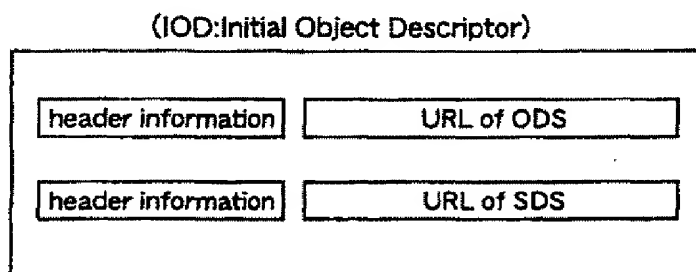 (IOD:Initial Object Descriptor)
header information URL of ODS
header information URL of SDS